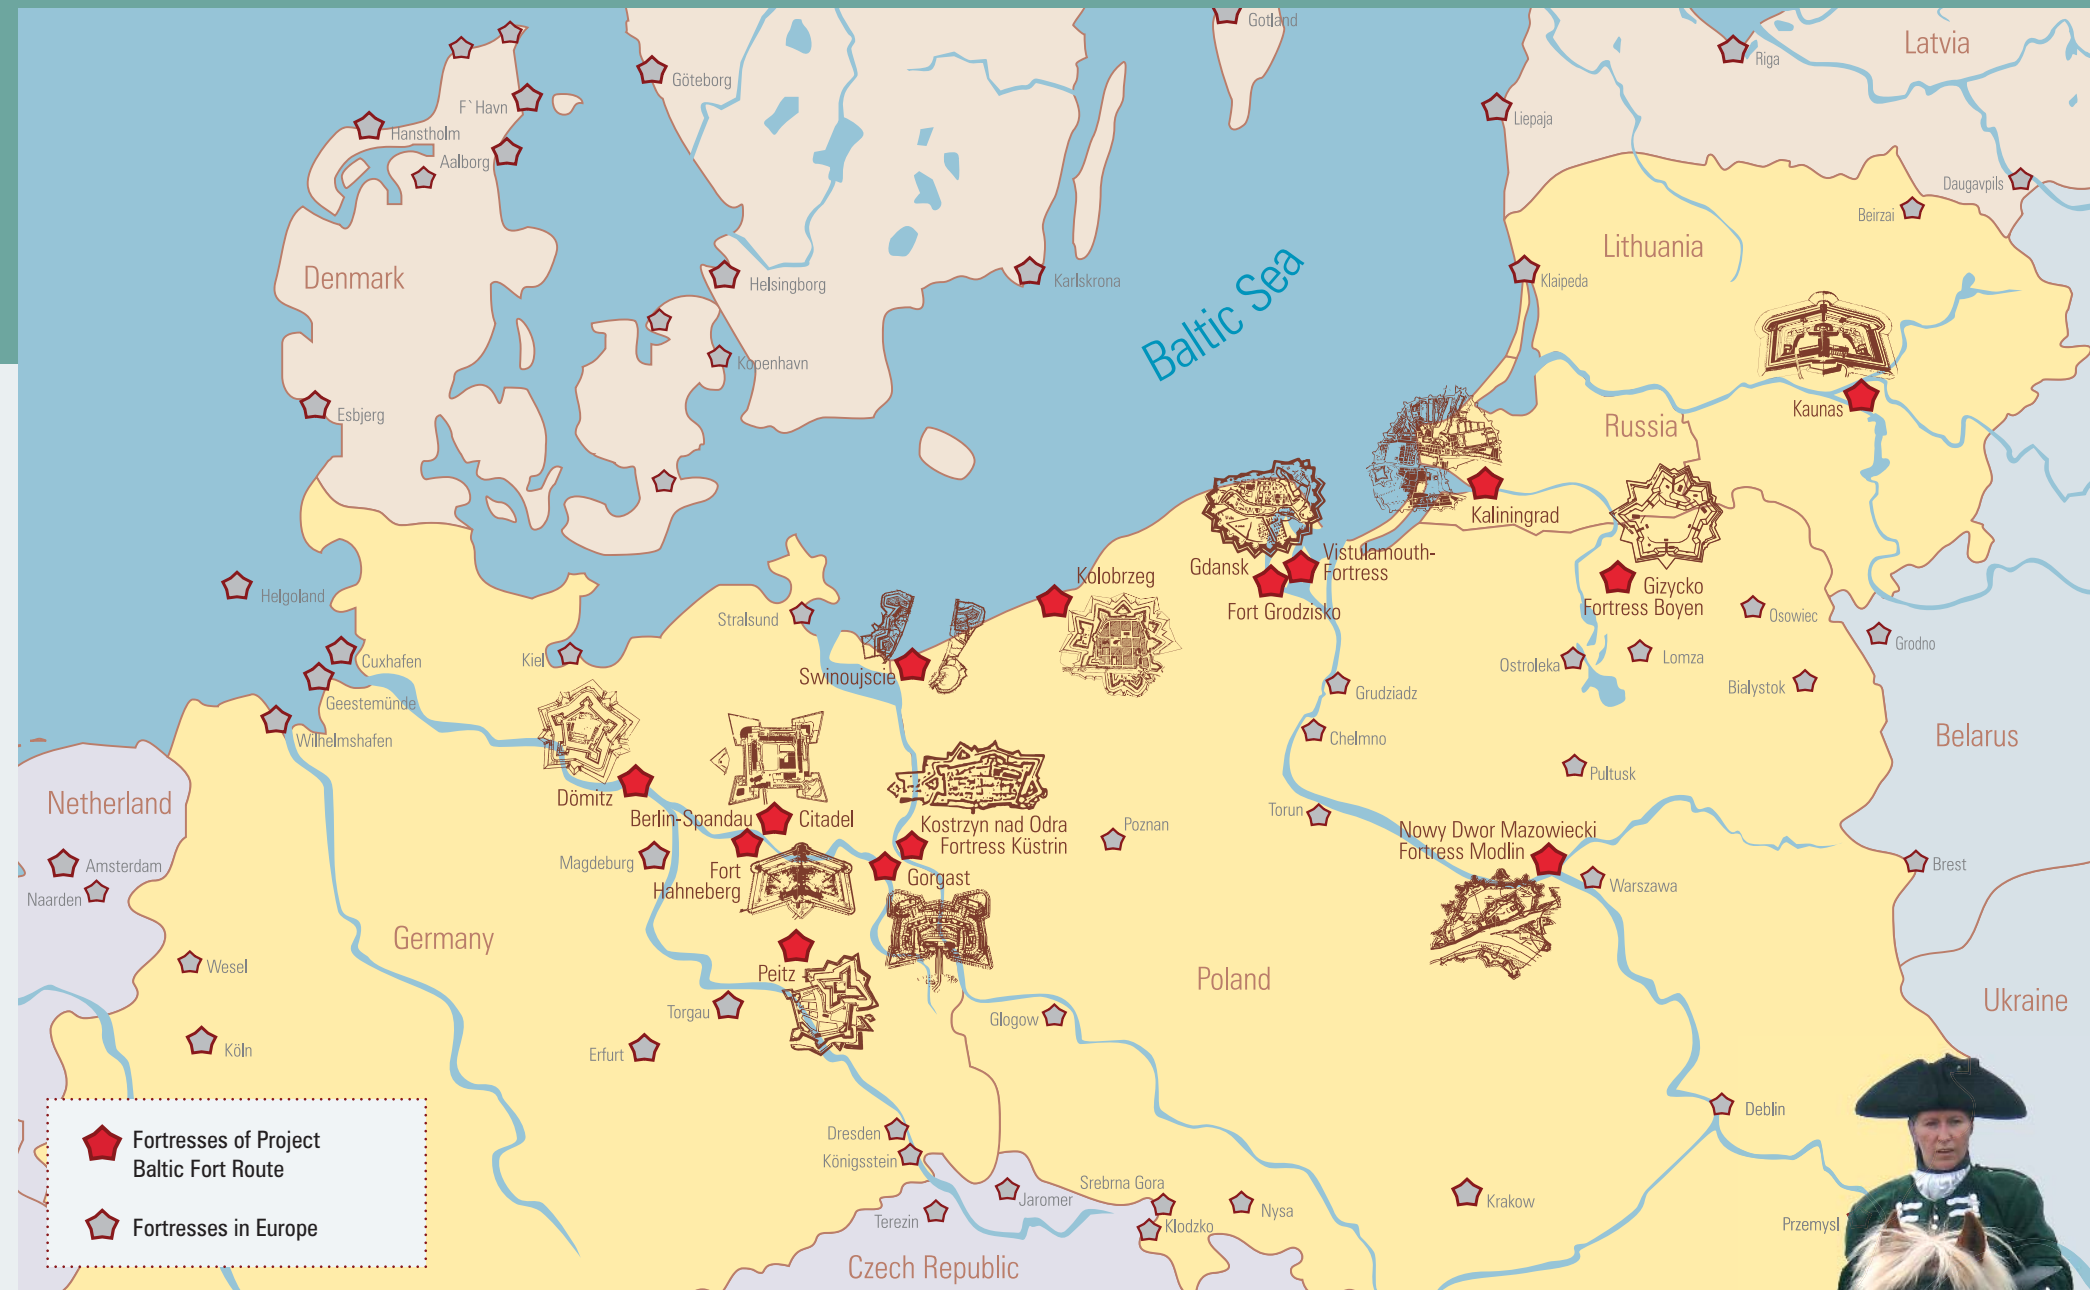 Gotland
Latvia
Riga
Göteborg
F`Havn
Hanstholm
Aalborg
Liepaja
Daugavpils
Beirzai
Lithuania
Denmark
Helsingborg
Karlskrona
Baltic Sea
Klaipeda
Kopenhavn
Esbjerg
Kaunas
Russia
Kaliningrad
Vistulamouth-
Fortress
Gdansk
Fort Grodzisko
Kolobrzeg
Gizycko
Fortress Boyen
Osowiec
Grodno
Helgoland
Stralsund
Cuxhafen
Kiel
Ostroleka
Lomza
Bialystok
Swinoujscie
Grudziadz
Geestemünde
Wilhelmshafen
Chelmno
Belarus
Pultusk
Netherland
Dömitz
Berlin-Spandau
Citadel
Kostrzyn nad Odra
Fortress Küstrin
Poznan
Torun
Nowy Dwor Mazowiecki
Fortress Modlin
Amsterdam
Naarden
Magdeburg
Fort
Hahneberg
Gorgast
Warszawa
Brest
Germany
Wesel
Peitz
Poland
Ukraine
Torgau
Glogow
Köln
Erfurt
Deblin
Dresden
Königsstein
Jaromer
Srebrna Gora
Terezin
Klodzko
Nysa
Krakow
Przemysl
Czech Republic
Fortresses of Project
Baltic Fort Route
Fortresses in Europe